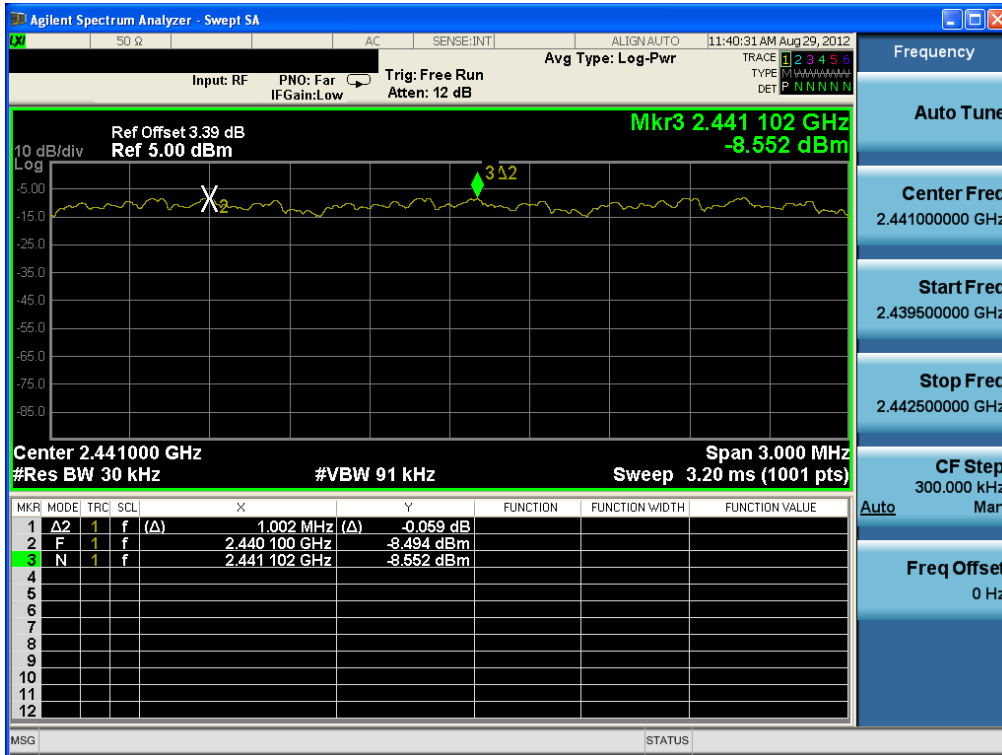 Agilent Spectrum Analyzer - Swept SA
LXI 50 Ω AC SENSE:INT ALIGN AUTO 11:40:31 AM Aug 29, 2012
Avg Type: Log-Pwr TRACE 1 2 3 4 5 6
Input: RF PNO: Far Trig: Free Run TYPE M
IFGain:Low Atten: 12 dB DET P N N N N N
Mkr3 2.441 102 GHz
Ref Offset 3.39 dB
10 dB/div Ref 5.00 dBm -8.552 dBm
Log
3Δ2
-5.00
2
-15.0
-25.0
-35.0
-45.0
-55.0
-65.0
-75.0
-85.0
Center 2.441000 GHz Span 3.000 MHz
#Res BW 30 kHz #VBW 91 kHz Sweep 3.20 ms (1001 pts)
MKR MODE TRC SCL X Y FUNCTION FUNCTION WIDTH FUNCTION VALUE
1 Δ2 1 f (Δ) 1.002 MHz (Δ) -0.059 dB
2 F 1 f 2.440 100 GHz -8.494 dBm
3 N 1 f 2.441 102 GHz -8.552 dBm
4
5
6
7
8
9
10
11
12
MSG STATUS
Frequency
Auto Tune
Center Freq
2.441000000 GHz
Start Freq
2.439500000 GHz
Stop Freq
2.442500000 GHz
CF Step
300.000 kHz
Auto Man
Freq Offset
0 Hz